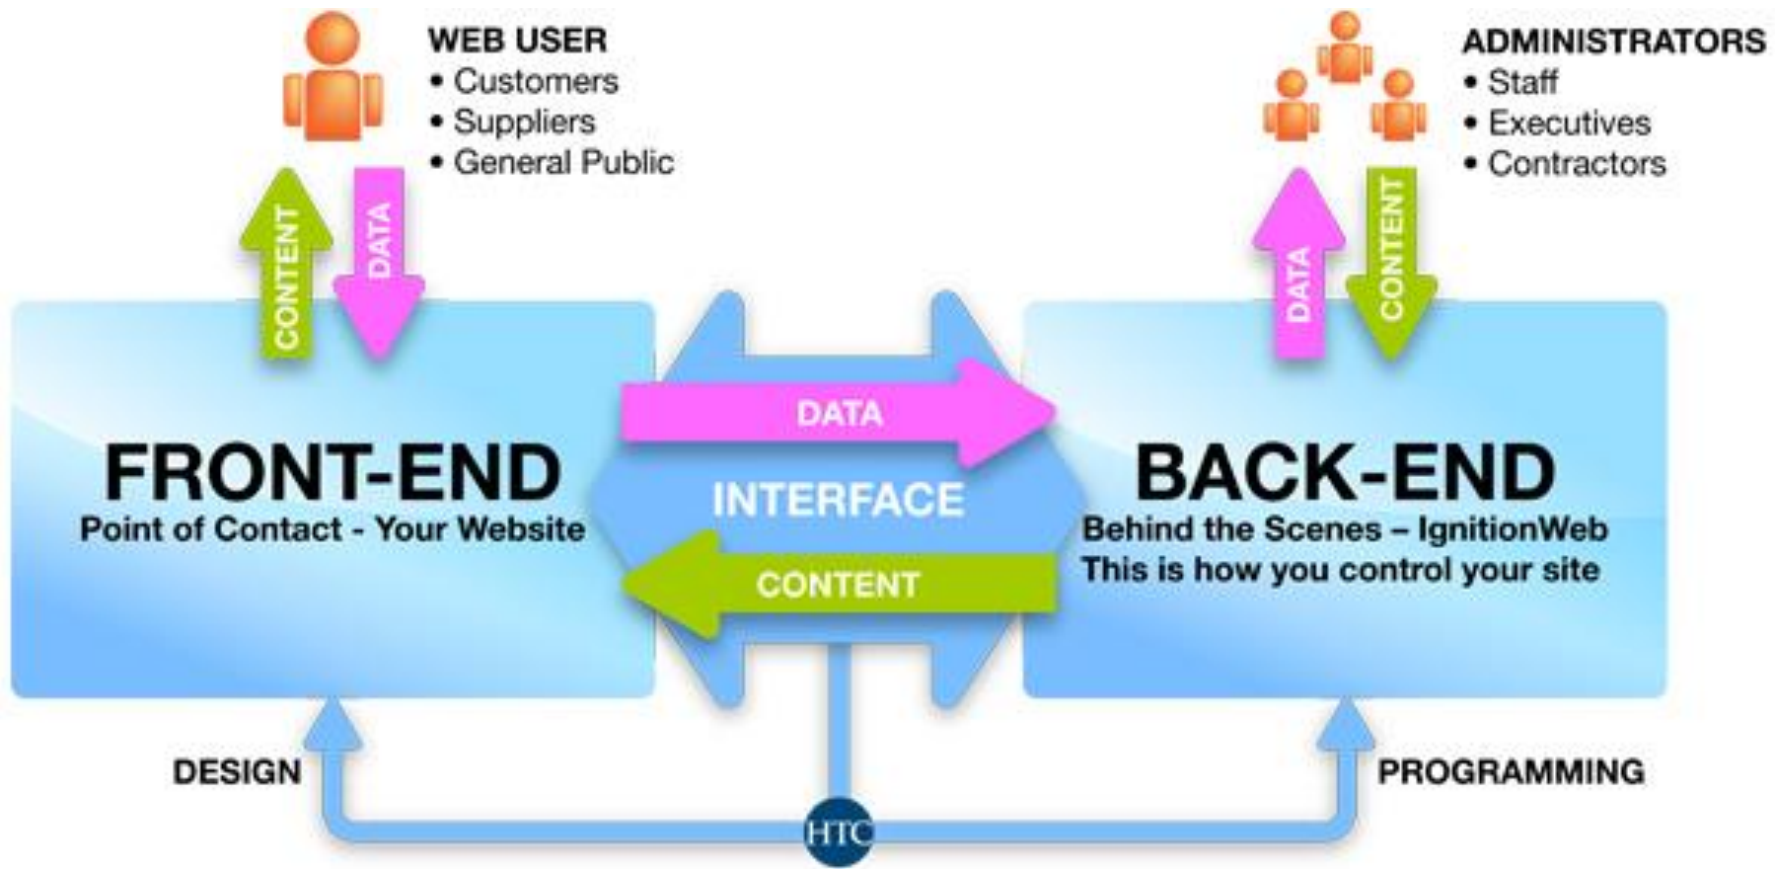 WEB USER
• Customers
• Suppliers
• General Public
ADMINISTRATORS
• Staff
• Executives
• Contractors
CONTENT
DATA
DATA
CONTENT
FRONT-END
Point of Contact - Your Website
DATA
INTERFACE
CONTENT
BACK-END
Behind the Scenes – IgnitionWeb
This is how you control your site
DESIGN
PROGRAMMING
HTC